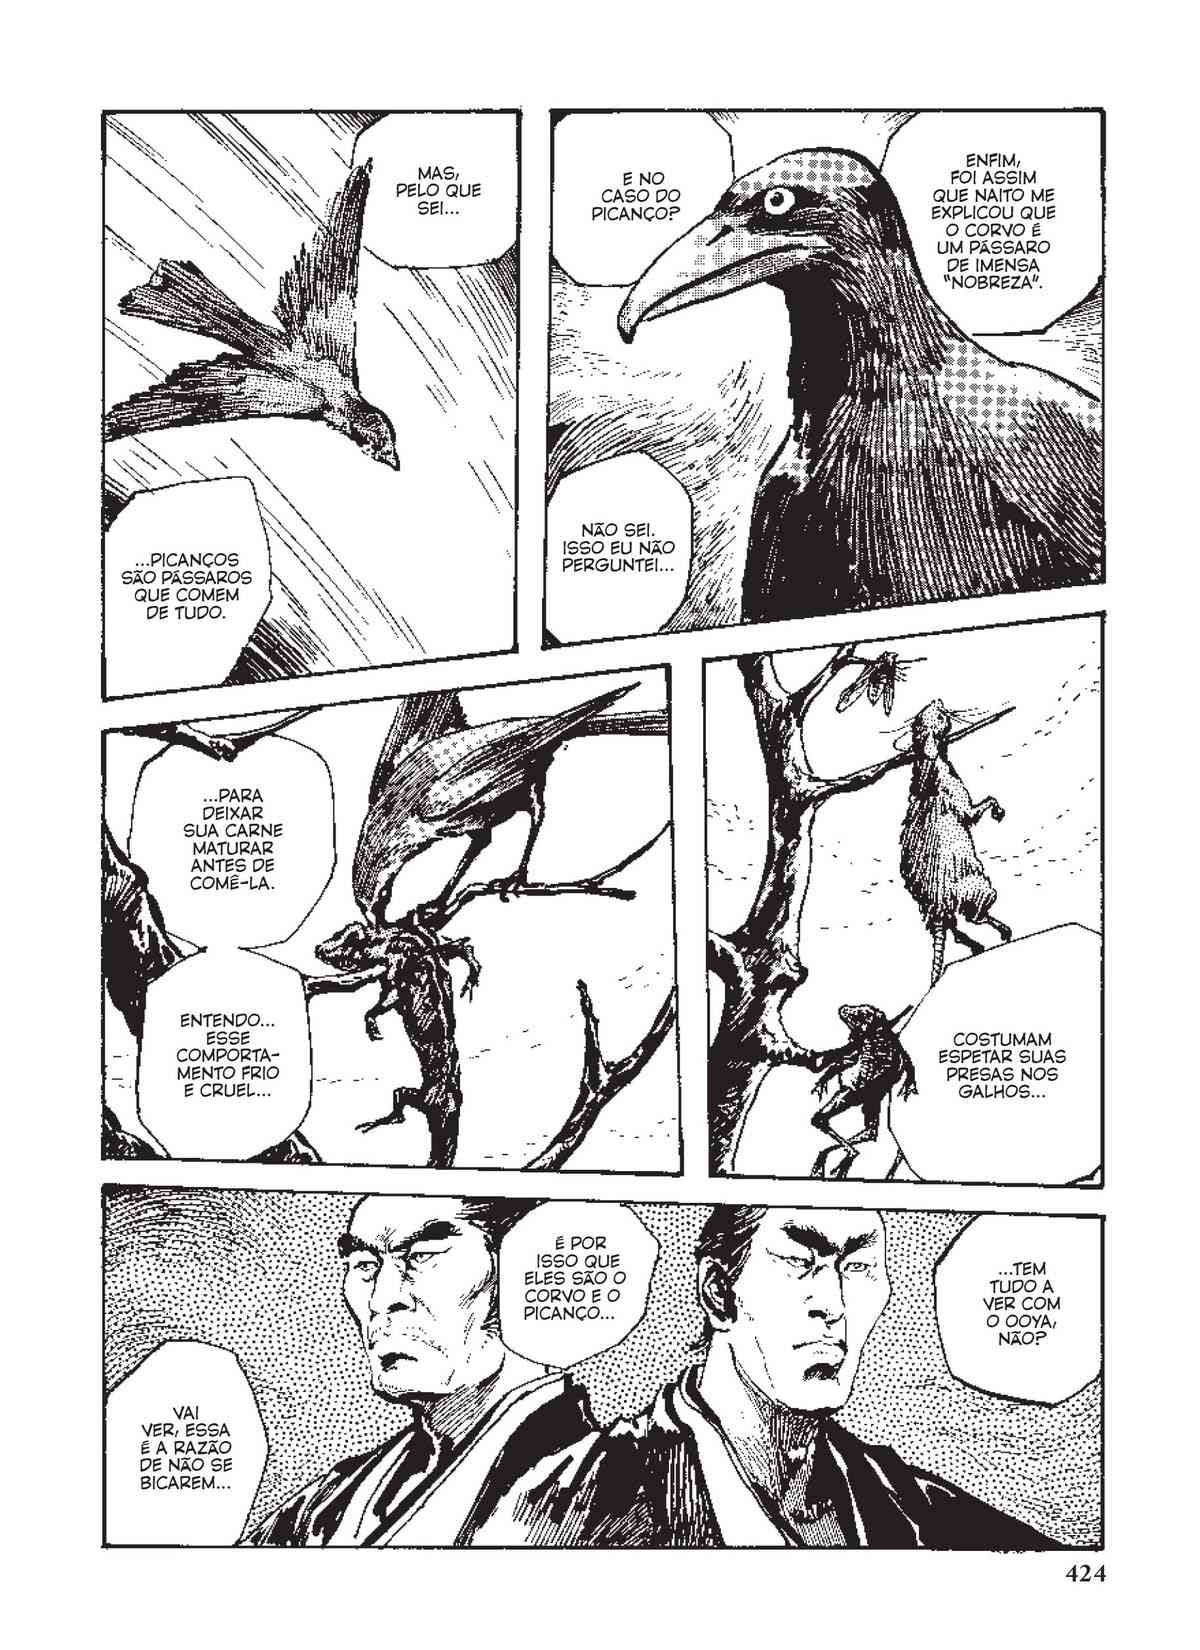 ENFIM,
FOI ASSIM
QUE NAITO ME
EXPLICOU QUE
O CORVO É
UM PÁSSARO
DE IMENSA
"NOBREZA".
E NO
CASO DO
PICANÇO?
NÃO SEI.
ISSO EU NÃO
PERGUNTEI...
MAS,
PELO QUE
SEI...
...PICANÇOS
SÃO PÁSSAROS
QUE COMEM
DE TUDO.
COSTUMAM
ESPETAR SUAS
PRESAS NOS
GALHOS...
...PARA
DEIXAR
SUA CARNE
MATURAR
ANTES DE
COMÊ-LA.
ENTENDO...
ESSE
COMPORTA-
MENTO FRIO
E CRUEL...
...TEM
TUDO A
VER COM
O OOYA,
NÃO?
É POR
ISSO QUE
ELES SÃO O
CORVO E O
PICANÇO...
VAI
VER, ESSA
É A RAZÃO
DE NÃO SE
BICAREM...
424